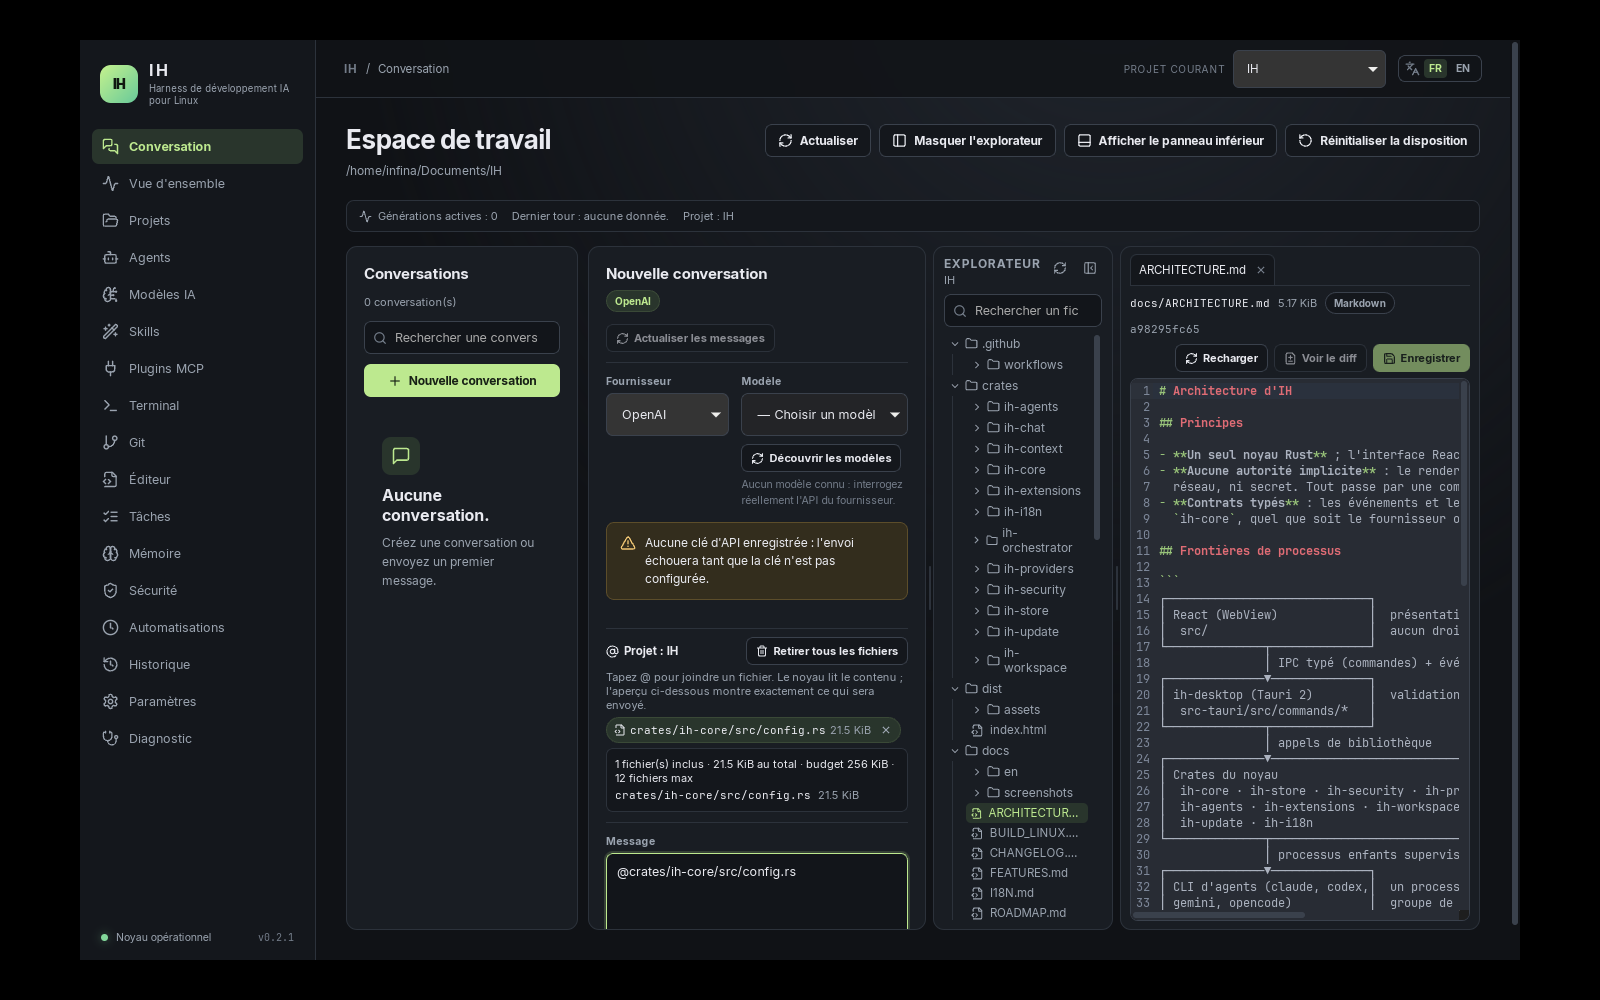 IH
IH
Harness de développement IA
pour Linux
Conversation
Vue d'ensemble
Projets
Agents
Modèles IA
Skills
Plugins MCP
Terminal
Git
Éditeur
Tâches
Mémoire
Sécurité
Automatisations
Historique
Paramètres
Diagnostic
Noyau opérationnel v0.2.1
IH / Conversation
PROJET COURANT IH FR EN
Espace de travail
/home/infina/Documents/IH
Actualiser Masquer l'explorateur Afficher le panneau inférieur Réinitialiser la disposition
Générations actives : 0 Dernier tour : aucune donnée. Projet : IH
Conversations
0 conversation(s)
Rechercher une convers
Nouvelle conversation
Aucune
conversation.
Créez une conversation ou
envoyez un premier
message.
Nouvelle conversation
OpenAI
Actualiser les messages
Fournisseur Modèle
OpenAI — Choisir un modèl
Découvrir les modèles
Aucun modèle connu : interrogez
réellement l'API du fournisseur.
Aucune clé d'API enregistrée : l'envoi
échouera tant que la clé n'est pas
configurée.
Projet : IH Retirer tous les fichiers
Tapez @ pour joindre un fichier. Le noyau lit le contenu ;
l'aperçu ci-dessous montre exactement ce qui sera
envoyé.
crates/ih-core/src/config.rs 21.5 KiB
1 fichier(s) inclus · 21.5 KiB au total · budget 256 KiB ·
12 fichiers max
crates/ih-core/src/config.rs 21.5 KiB
Message
@crates/ih-core/src/config.rs
EXPLORATEUR
IH
Rechercher un fic
.github
workflows
crates
ih-agents
ih-chat
ih-context
ih-core
ih-extensions
ih-i18n
ih-
orchestrator
ih-providers
ih-security
ih-store
ih-update
ih-
workspace
dist
assets
index.html
docs
en
screenshots
ARCHITECTUR...
BUILD_LINUX....
CHANGELOG....
FEATURES.md
I18N.md
ROADMAP.md
ARCHITECTURE.md
docs/ARCHITECTURE.md 5.17 KiB Markdown
a98295fc65
Recharger Voir le diff Enregistrer
1 # Architecture d'IH
2
3 ## Principes
4
5 - **Un seul noyau Rust** ; l'interface Reac
6 - **Aucune autorité implicite** : le render
7 réseau, ni secret. Tout passe par une com
8 - **Contrats typés** : les événements et le
9 `ih-core`, quel que soit le fournisseur o
10
11 ## Frontières de processus
12
13 ```
14
15 React (WebView) présentati
16 src/ aucun droi
17
18 IPC typé (commandes) + évé
19
20 ih-desktop (Tauri 2) validation
21 src-tauri/src/commands/*
22
23 appels de bibliothèque
24
25 Crates du noyau
26 ih-core · ih-store · ih-security · ih-pr
27 ih-agents · ih-extensions · ih-workspace
28 ih-update · ih-i18n
29
30 processus enfants supervis
31
32 CLI d'agents (claude, codex, un process
33 gemini, opencode) groupe de